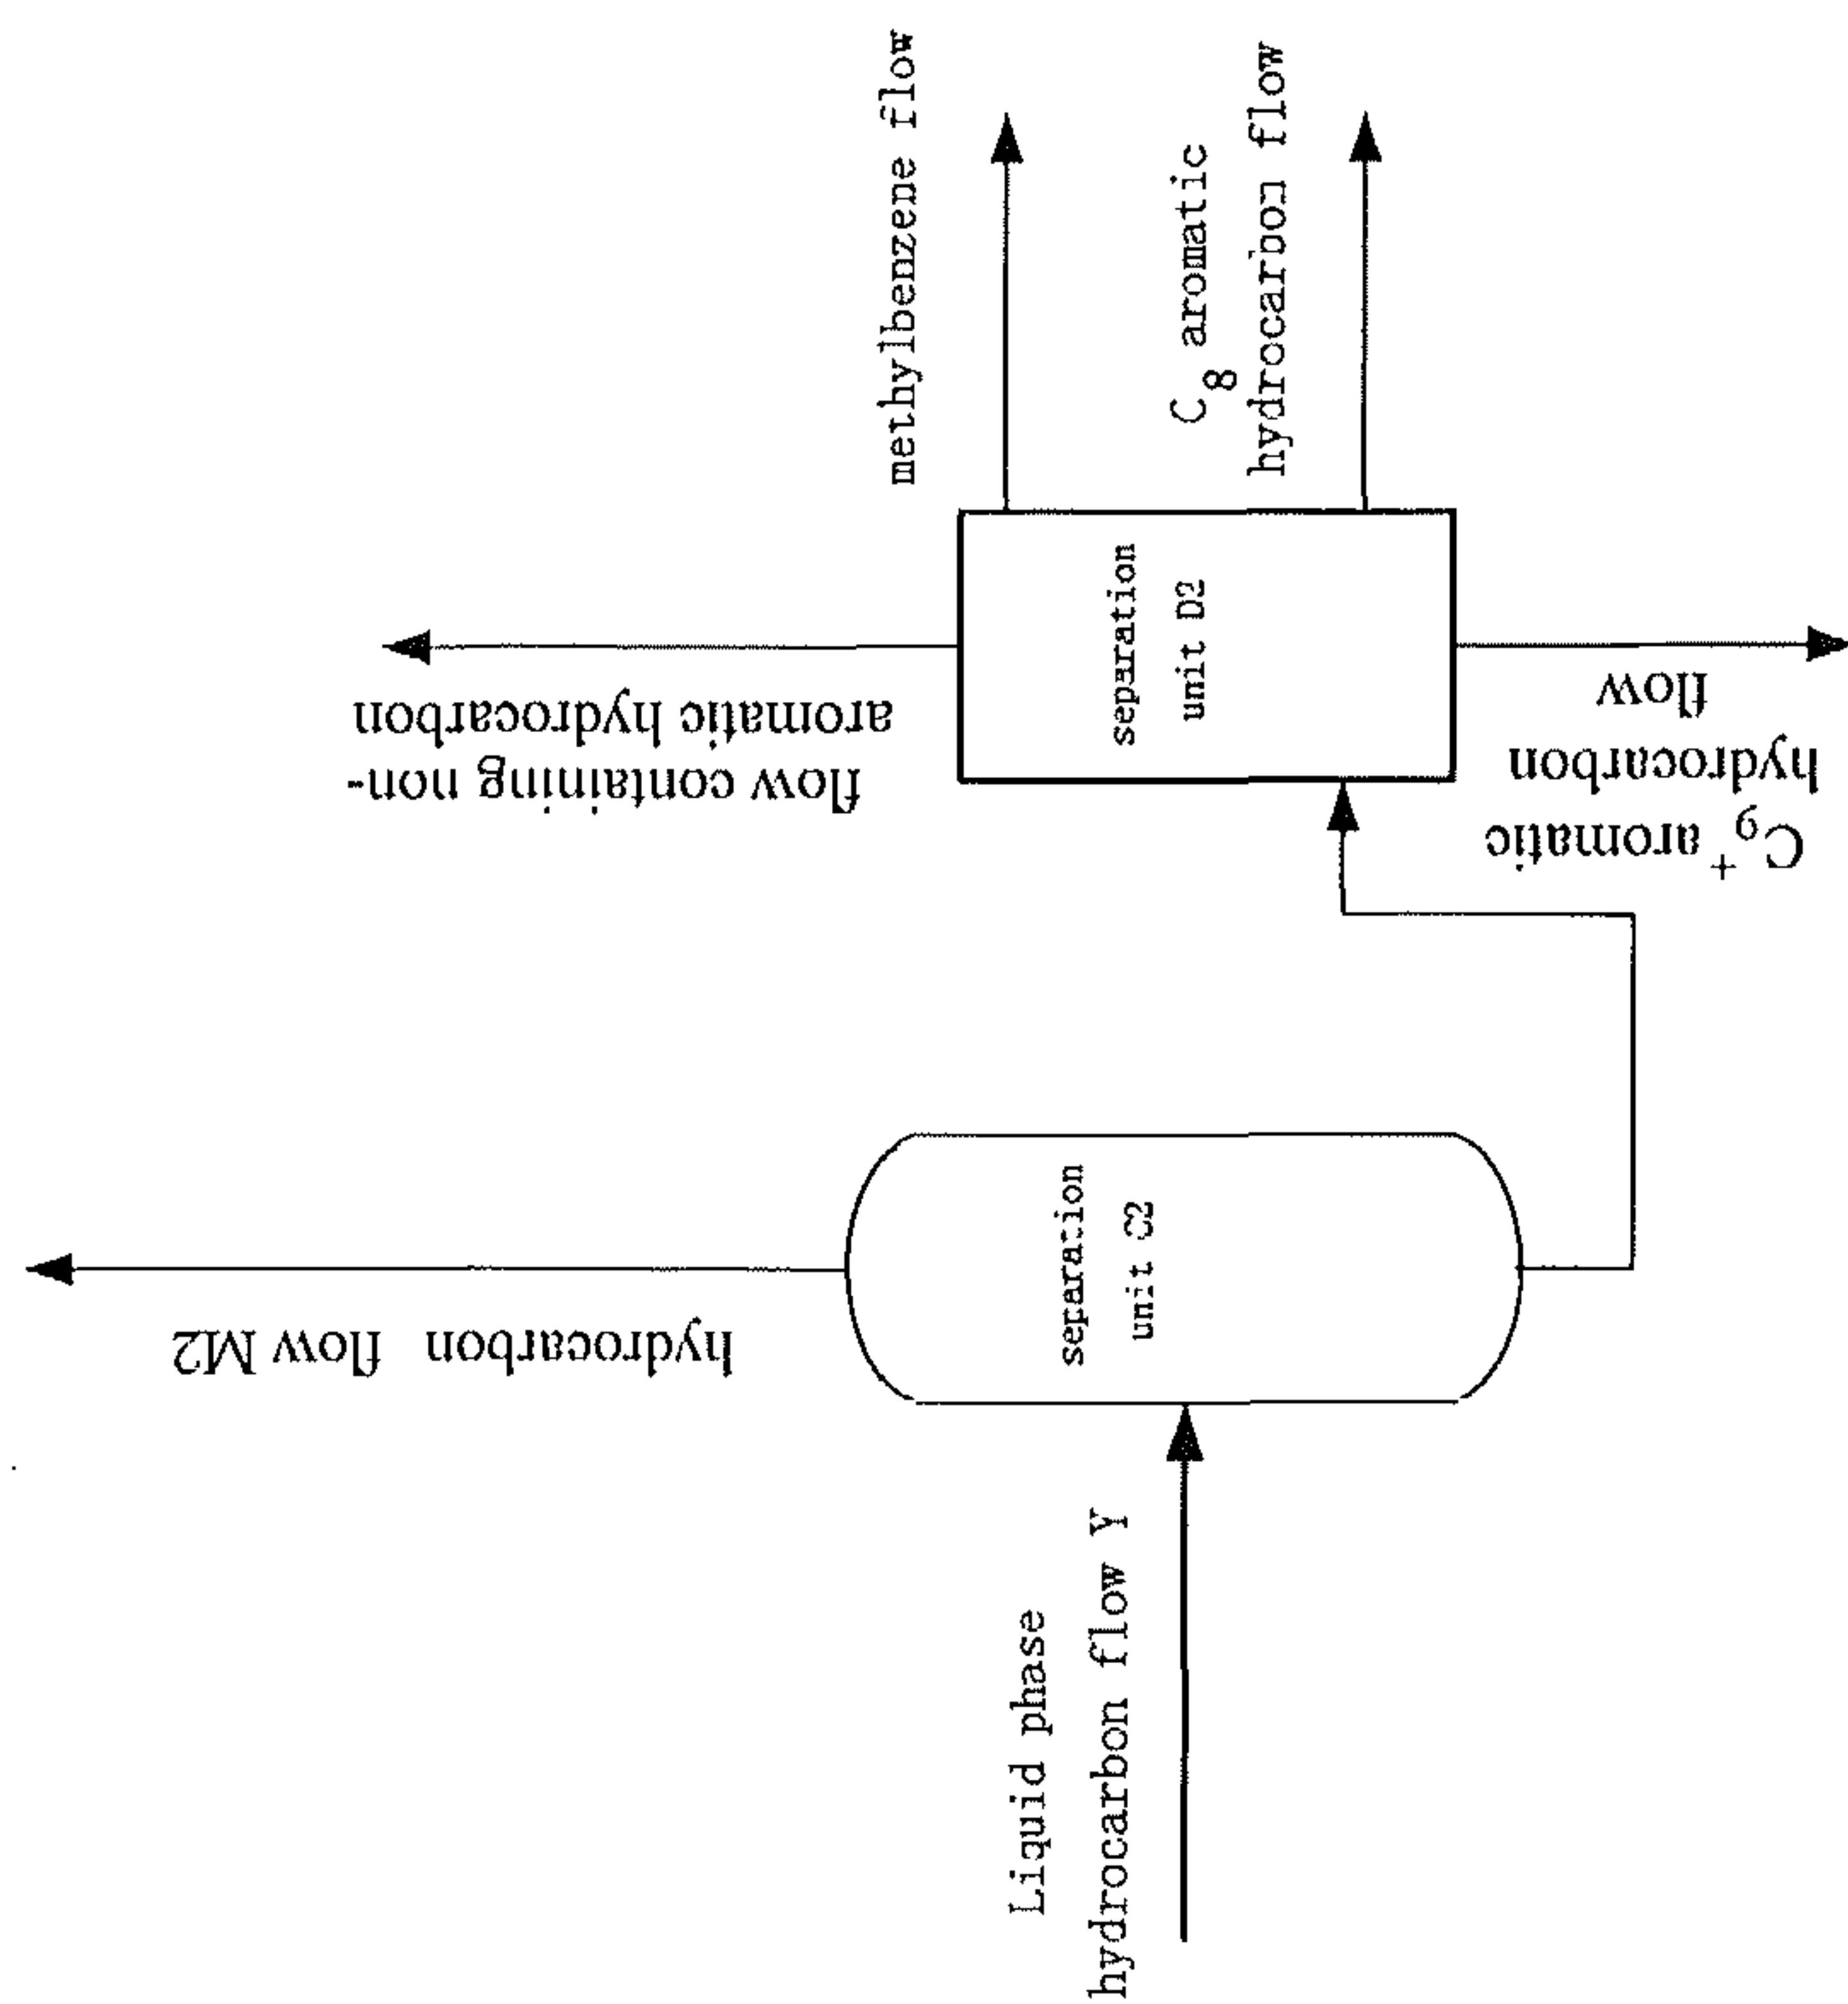 Liquid phase
hydrocarbon flow Y
hydrocarbon flow M2
separation
unit C2
flow containing non-
aromatic hydrocarbon
separation
unit D2
methylbenzene flow
C8 aromatic
hydrocarbon flow
C9+ aromatic
hydrocarbon
flow